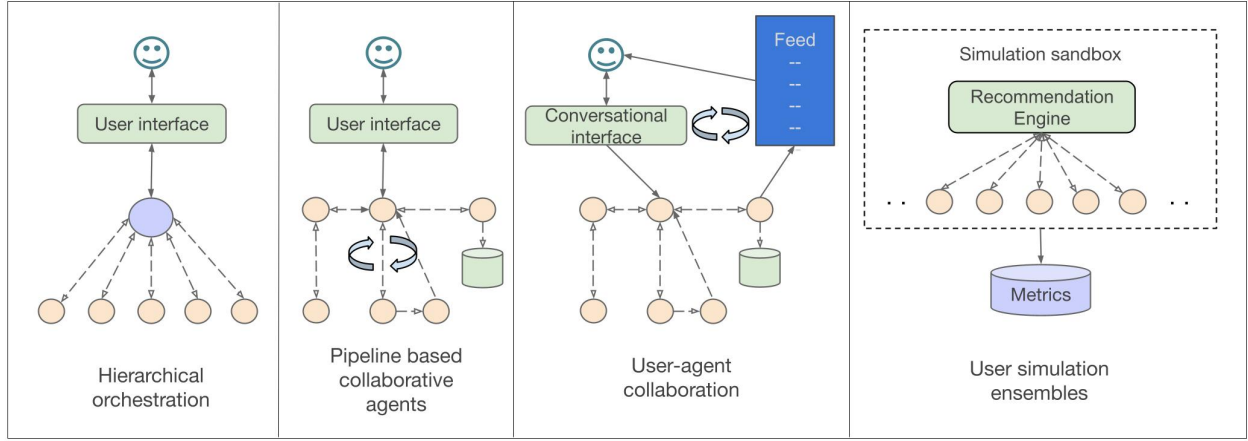 User interface
Hierarchical
orchestration
User interface
Pipeline based
collaborative
agents
Feed
--
--
--
--
Conversational
interface
User-agent
collaboration
Simulation sandbox
Recommendation
Engine
. .
. .
Metrics
User simulation
ensembles